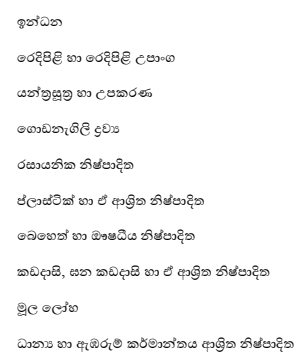 ඉන්ධන
රෙදිපිළි හා රෙදිපිළි උපාංග
යන්ත්‍රසූත්‍ර හා උපකරණ
ගොඩනැගිලි ද්‍රව්‍ය
රසායනික නිෂ්පාදිත
ප්ලාස්ටික් හා ඒ ආශ්‍රිත නිෂ්පාදිත
බෙහෙත් හා ඖෂධීය නිෂ්පාදිත
කඩදාසි, ඝන කඩදාසි හා ඒ ආශ්‍රිත නිෂ්පාදිත
මූල ලෝහ
ධාන්‍ය හා ඇඹරුම් කර්මාන්තය ආශ්‍රිත නිෂ්පාදිත